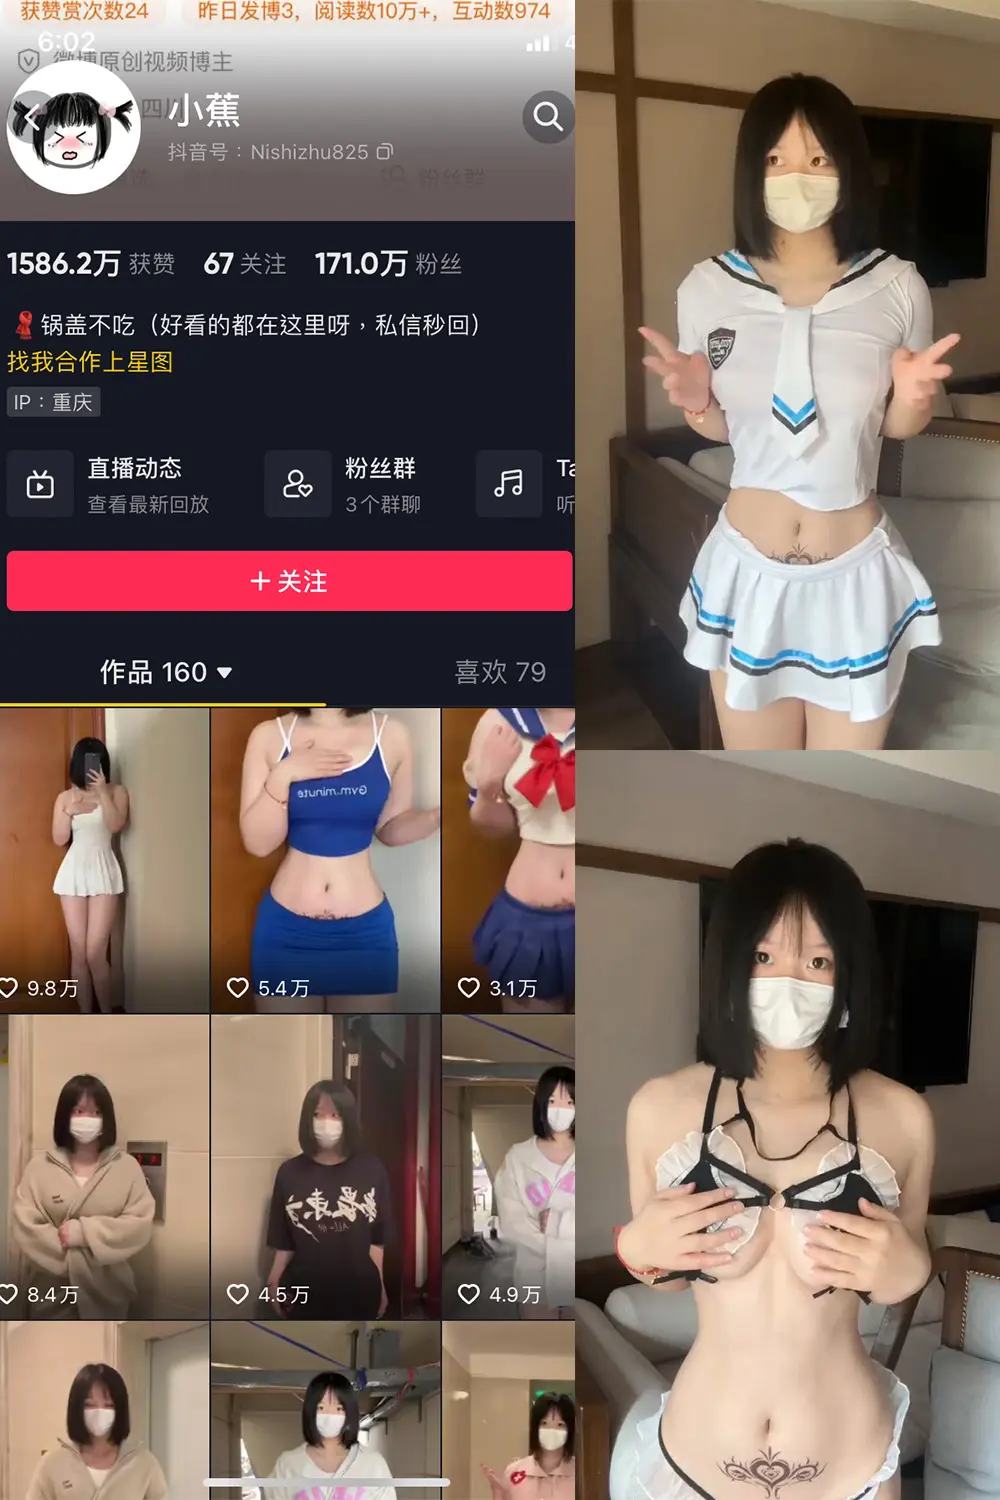 获赞赏次数24 昨日发博3，阅读数10万+，互动数974
6:02
微博原创视频博主
四川
小蕉
抖音号：Nishizhu825
粉丝群
1586.2万 获赞 67 关注 171.0万 粉丝
锅盖不吃（好看的都在这里呀，私信秒回）
找我合作上星图
IP：重庆
直播动态
查看最新回放
粉丝群
3个群聊
听
+ 关注
作品 160 喜欢 79
Gym.minute
9.8万 5.4万 3.1万
8.4万 4.5万 4.9万